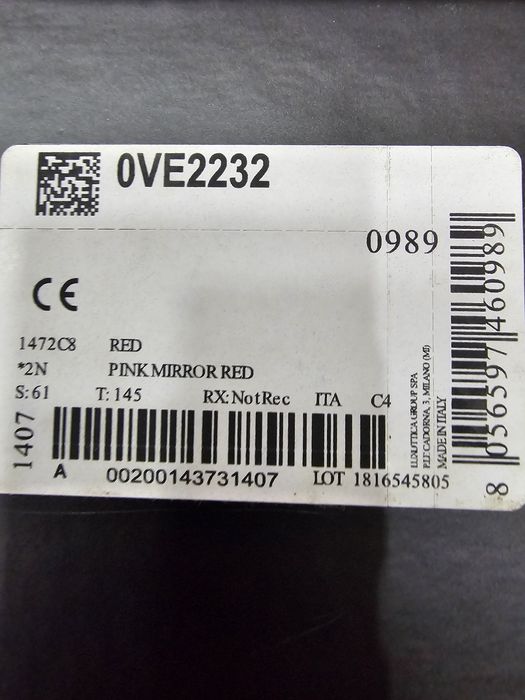 0VE2232
0989
CE
1472C8 RED
*2N PINK MIRROR RED
S: 61 T: 145 RX: NotRec ITA C4
1407
A 00200143731407 LOT 1816545805
LUXOTTICA GROUP SPA
P.LE CADORNA, 3, MILANO (MI)
MADE IN ITALY
8 056597 460989